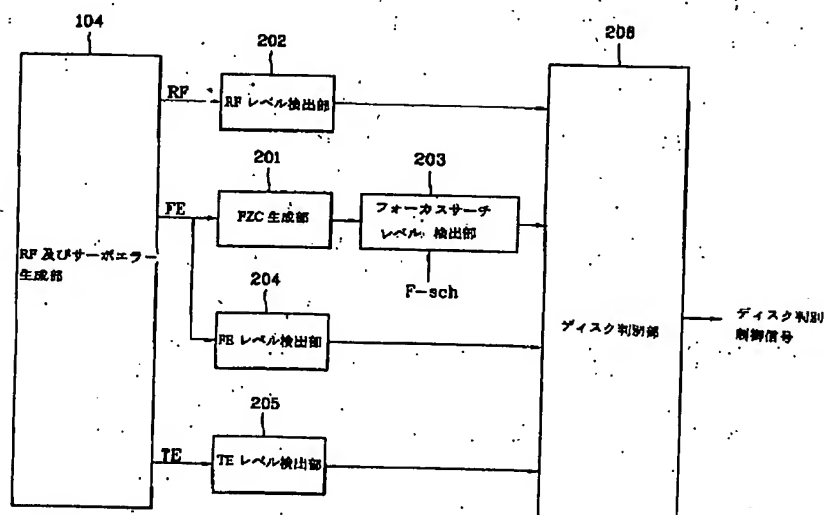 104
202
208
RF
RF レベル検出部
201
203
FE
FZC 生成部
フォーカスサーチ
レベル 検出部
RF 及びサーボエラー
生成部
F-sch
204
FE レベル検出部
ディスク判別部
ディスク判別
制御信号
205
TE
TE レベル検出部